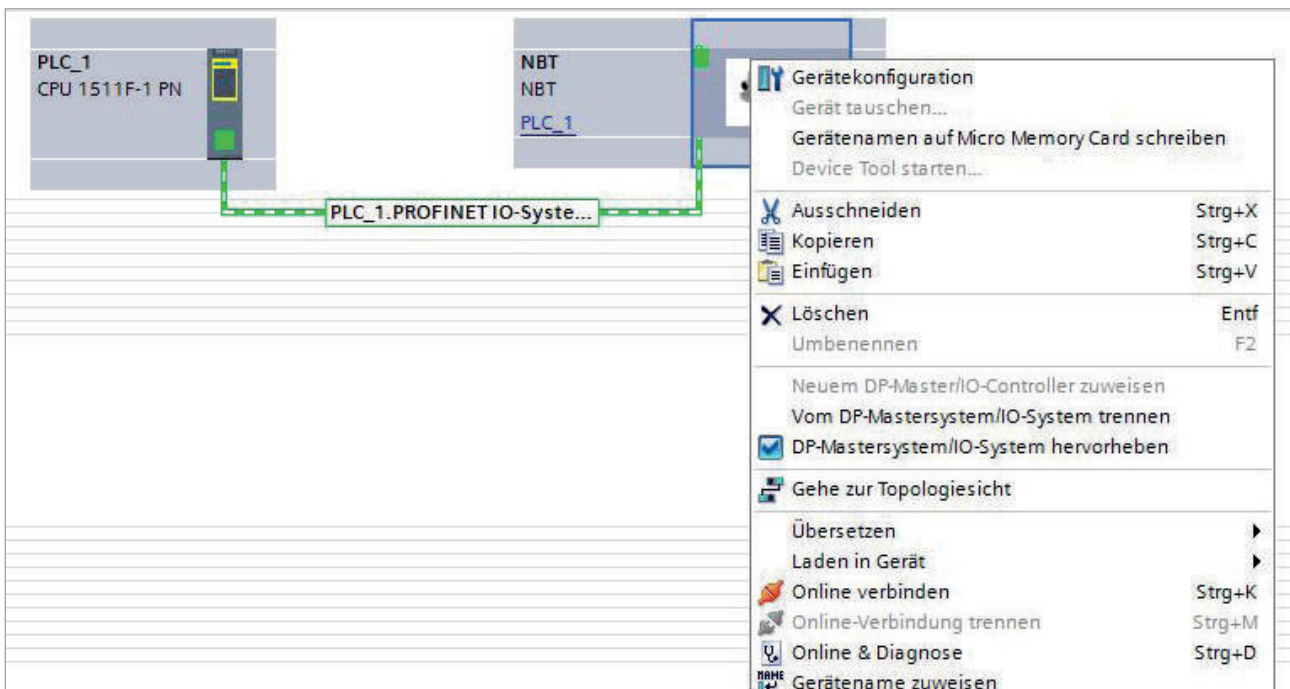 PLC_1
CPU 1511F-1 PN
NBT
NBT
PLC_1
PLC_1.PROFINET IO-Syste...
Gerätekonfiguration
Gerät tauschen...
Gerätenamen auf Micro Memory Card schreiben
Device Tool starten...
Ausschneiden Strg+X
Kopieren Strg+C
Einfügen Strg+V
Löschen Entf
Umbenennen F2
Neuem DP-Master/IO-Controller zuweisen
Vom DP-Mastersystem/IO-System trennen
DP-Mastersystem/IO-System hervorheben
Gehe zur Topologiesicht
Übersetzen
Laden in Gerät
Online verbinden Strg+K
Online-Verbindung trennen Strg+M
Online & Diagnose Strg+D
NAME Gerätename zuweisen